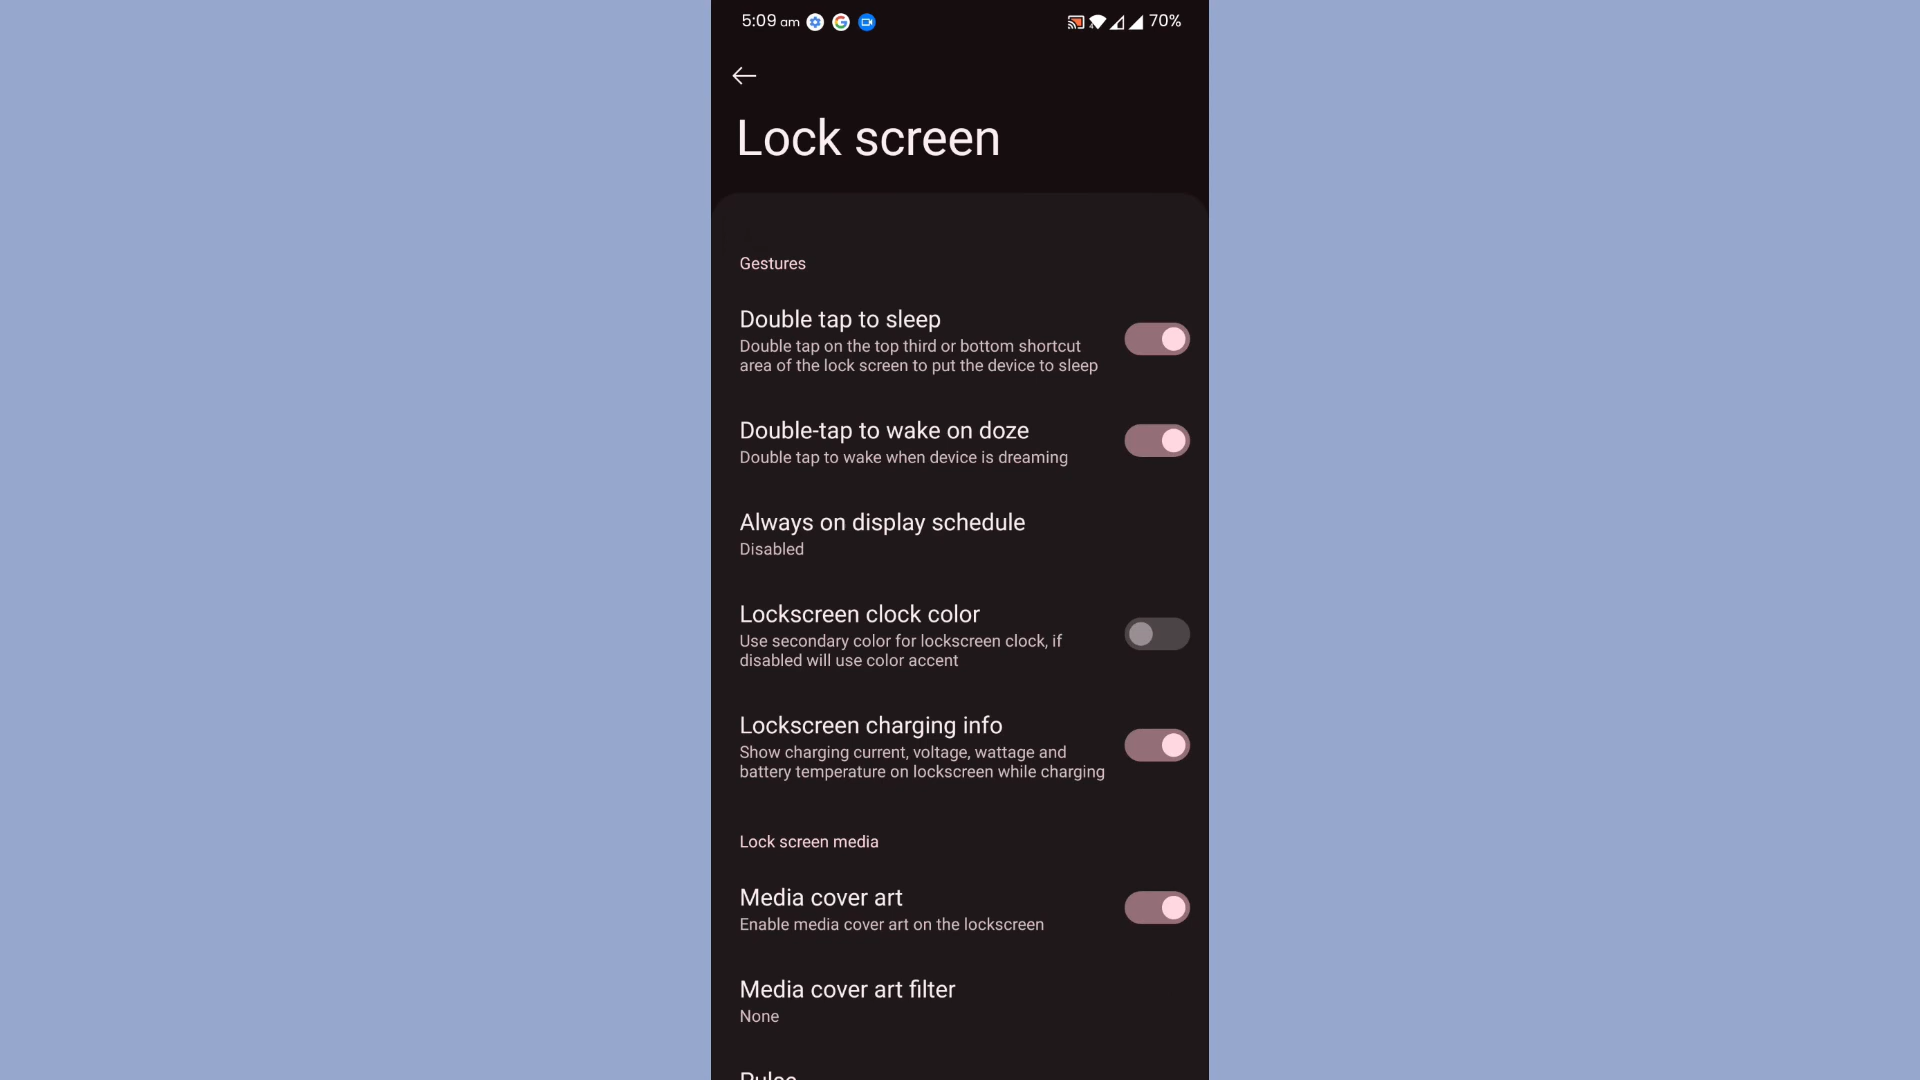 5:09 am
70%
Lock screen
Gestures
Double tap to sleep
Double tap on the top third or bottom shortcut
area of the lock screen to put the device to sleep
Double-tap to wake on doze
Double tap to wake when device is dreaming
Always on display schedule
Disabled
Lockscreen clock color
Use secondary color for lockscreen clock, if
disabled will use color accent
Lockscreen charging info
Show charging current, voltage, wattage and
battery temperature on lockscreen while charging
Lock screen media
Media cover art
Enable media cover art on the lockscreen
Media cover art filter
None
Pulse